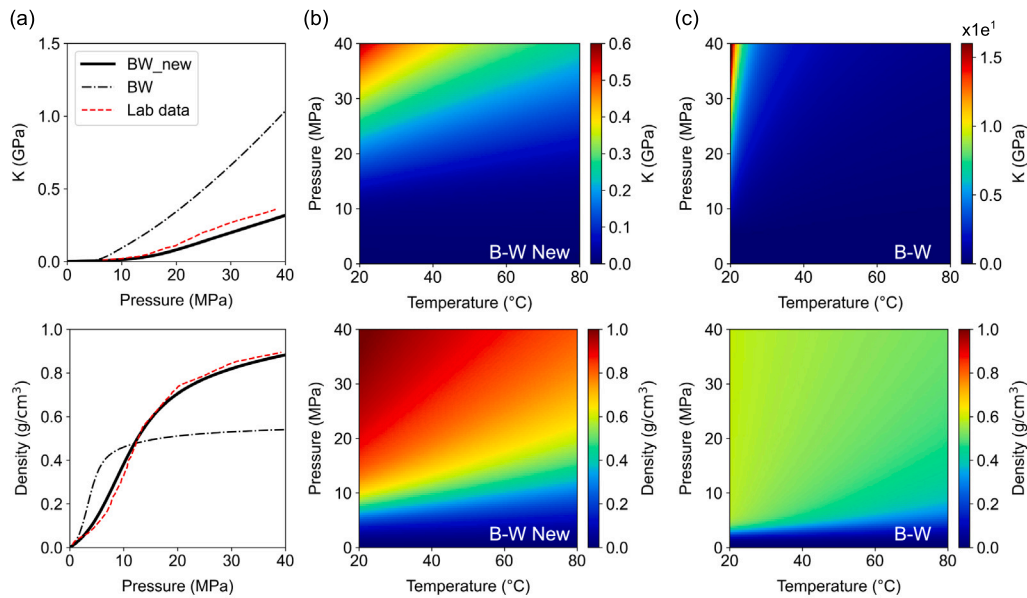 (a)
1.5
1.0
0.5
0.0
K (GPa)
BW_new
BW
Lab data
0
10
20
30
40
Pressure (MPa)
(b)
40
30
20
10
0
Pressure (MPa)
B-W New
20
40
60
80
Temperature (°C)
0.6
0.5
0.4
0.3
0.2
0.1
0.0
K (GPa)
(c)
x10¹
40
30
20
10
0
Pressure (MPa)
B-W
20
40
60
80
Temperature (°C)
1.5
1.0
0.5
0.0
K (GPa)
1.0
0.8
0.6
0.4
0.2
0.0
Density (g/cm³)
0
10
20
30
40
Pressure (MPa)
40
30
20
10
0
Pressure (MPa)
B-W New
20
40
60
80
Temperature (°C)
1.0
0.8
0.6
0.4
0.2
0.0
Density (g/cm³)
40
30
20
10
0
Pressure (MPa)
B-W
20
40
60
80
Temperature (°C)
1.0
0.8
0.6
0.4
0.2
0.0
Density (g/cm³)